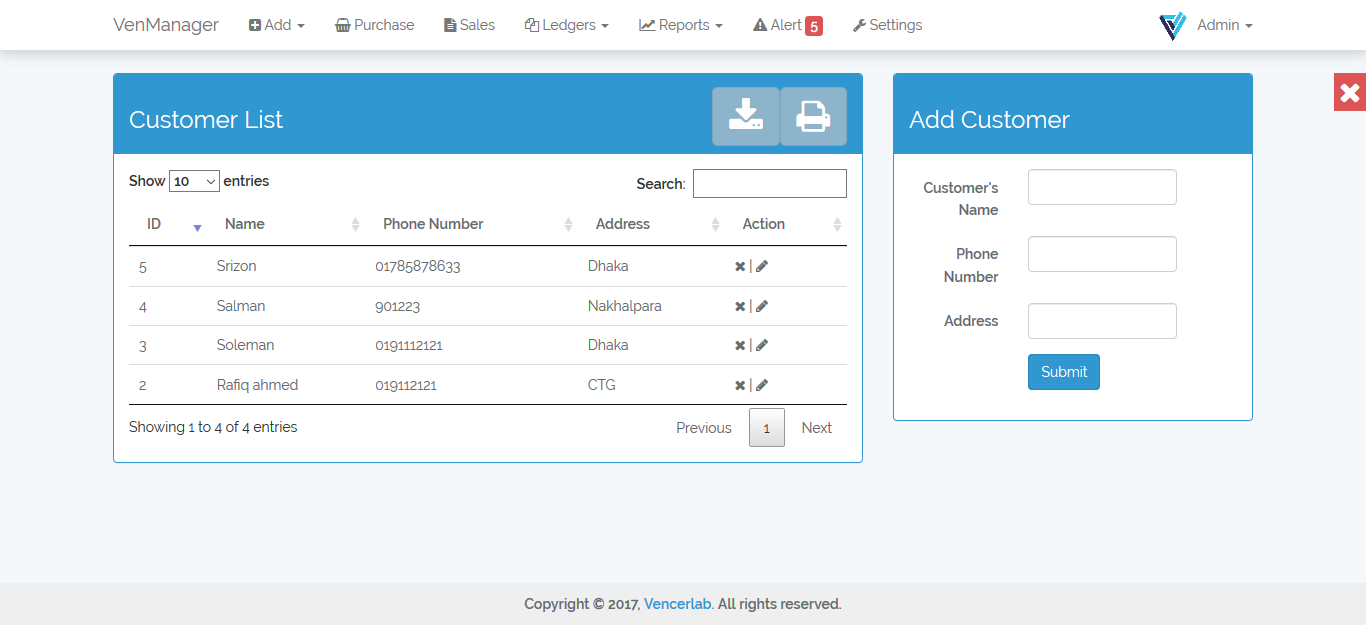 VenManager Add Purchase Sales Ledgers Reports Alert 5 Settings Admin
Customer List
Show 10 entries Search:
ID Name Phone Number Address Action
5 Srizon 01785878633 Dhaka |
4 Salman 901223 Nakhalpara |
3 Soleman 0191112121 Dhaka |
2 Rafiq ahmed 019112121 CTG |
Showing 1 to 4 of 4 entries Previous 1 Next
Add Customer
Customer's
Name
Phone
Number
Address
Submit
Copyright © 2017, Vencerlab. All rights reserved.